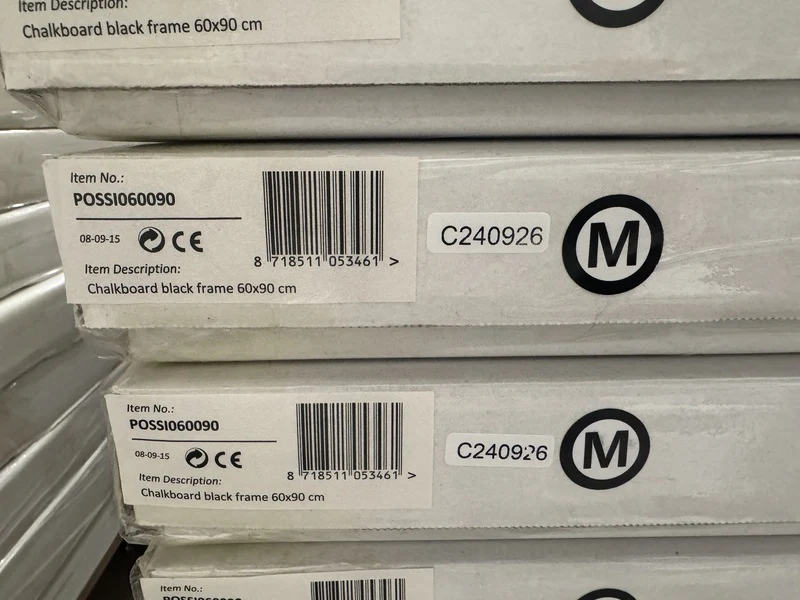 Item Description:
Chalkboard black frame 60x90 cm
Item No.:
POSSI060090
08-09-15 CE
Item Description:
Chalkboard black frame 60x90 cm
8 718511 053461 >
C240926
M
Item No.:
POSSI060090
08-09-15 CE
Item Description:
Chalkboard black frame 60x90 cm
8 718511 053461 >
C240926
M
Item No.:
POSSI060090